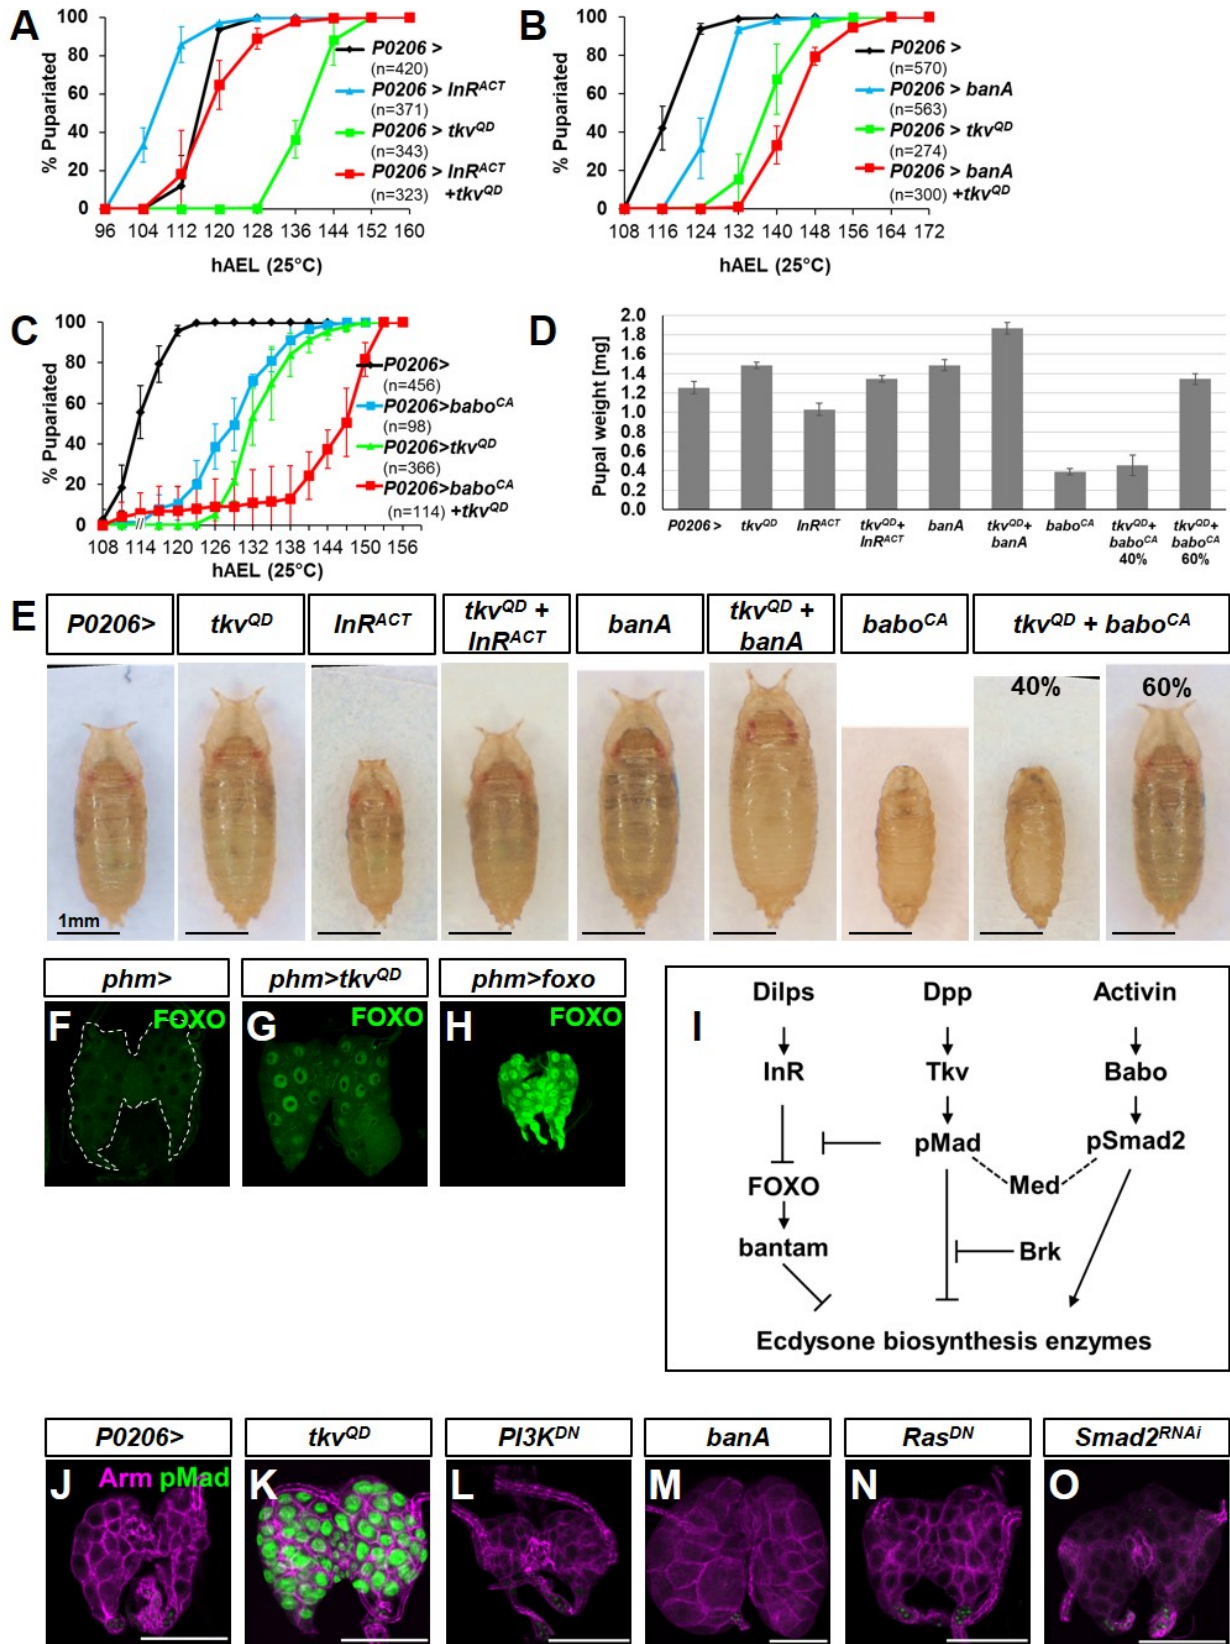 A
% Pupariated
100
80
60
40
20
0
96 104 112 120 128 136 144 152 160
hAEL (25°C)
P0206 >
(n=420)
P0206 > InR^ACT
(n=371)
P0206 > tkv^QD
(n=343)
P0206 > InR^ACT
(n=323) +tkv^QD
B
% Pupariated
100
80
60
40
20
0
108 116 124 132 140 148 156 164 172
hAEL (25°C)
P0206 >
(n=570)
P0206 > banA
(n=563)
P0206 > tkv^QD
(n=274)
P0206 > banA
(n=300) +tkv^QD
C
% Pupariated
100
80
60
40
20
0
108 // 114 120 126 132 138 144 150 156
hAEL (25°C)
P0206>
(n=456)
P0206>babo^CA
(n=98)
P0206>tkv^QD
(n=366)
P0206>babo^CA
(n=114) +tkv^QD
D
Pupal weight [mg]
2.0
1.8
1.6
1.4
1.2
1.0
0.8
0.6
0.4
0.2
0.0
P0206 > tkv^QD InR^ACT tkv^QD+ banA tkv^QD+ babo^CA tkv^QD+ tkv^QD+
InR^ACT banA babo^CA babo^CA
40% 60%
E
P0206> tkv^QD InR^ACT tkv^QD + banA tkv^QD + babo^CA tkv^QD + babo^CA
InR^ACT banA
40% 60%
1mm
phm> phm>tkv^QD phm>foxo
F FOXO G FOXO H FOXO
I
Dilps Dpp Activin
InR Tkv Babo
pMad pSmad2
FOXO Med
bantam Brk
Ecdysone biosynthesis enzymes
P0206> tkv^QD PI3K^DN banA Ras^DN Smad2^RNAi
Arm pMad
J K L M N O